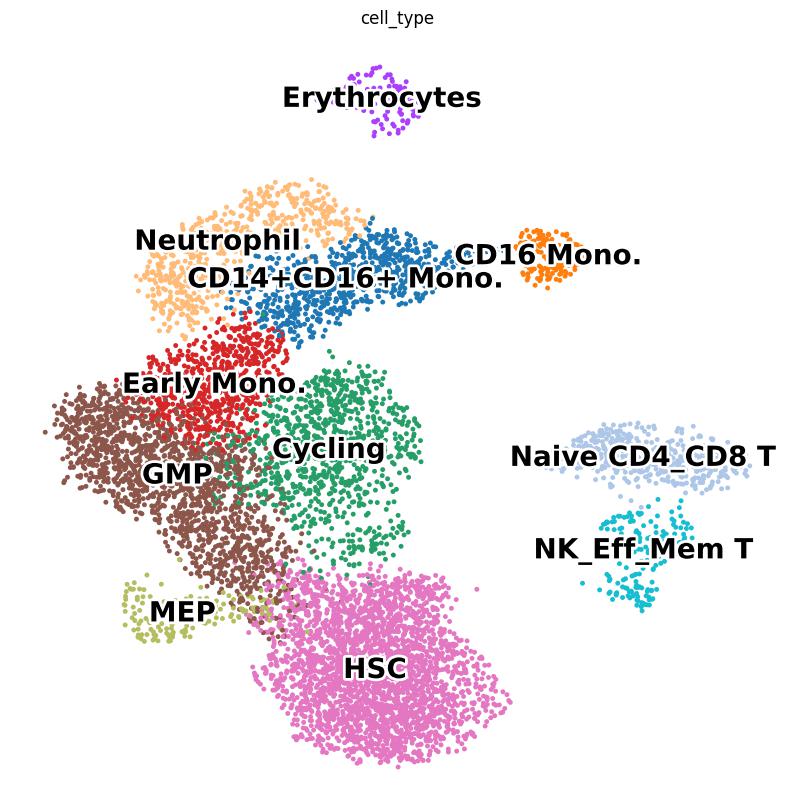 cell_type
Erythrocytes
Neutrophil
CD16 Mono.
CD14+CD16+ Mono.
Early Mono.
Cycling
Naive CD4_CD8 T
GMP
NK_Eff_Mem T
MEP
HSC